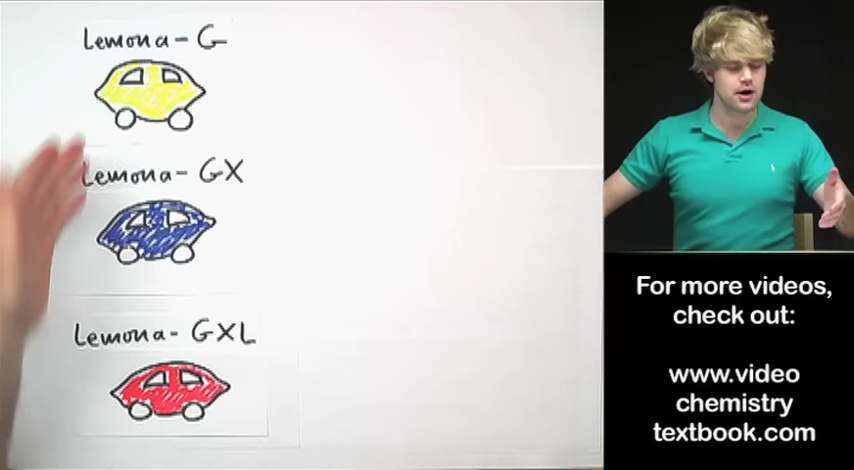 Lemona - G
Lemona - GX
Lemona - GXL
For more videos,
check out:
www.video
chemistry
textbook.com